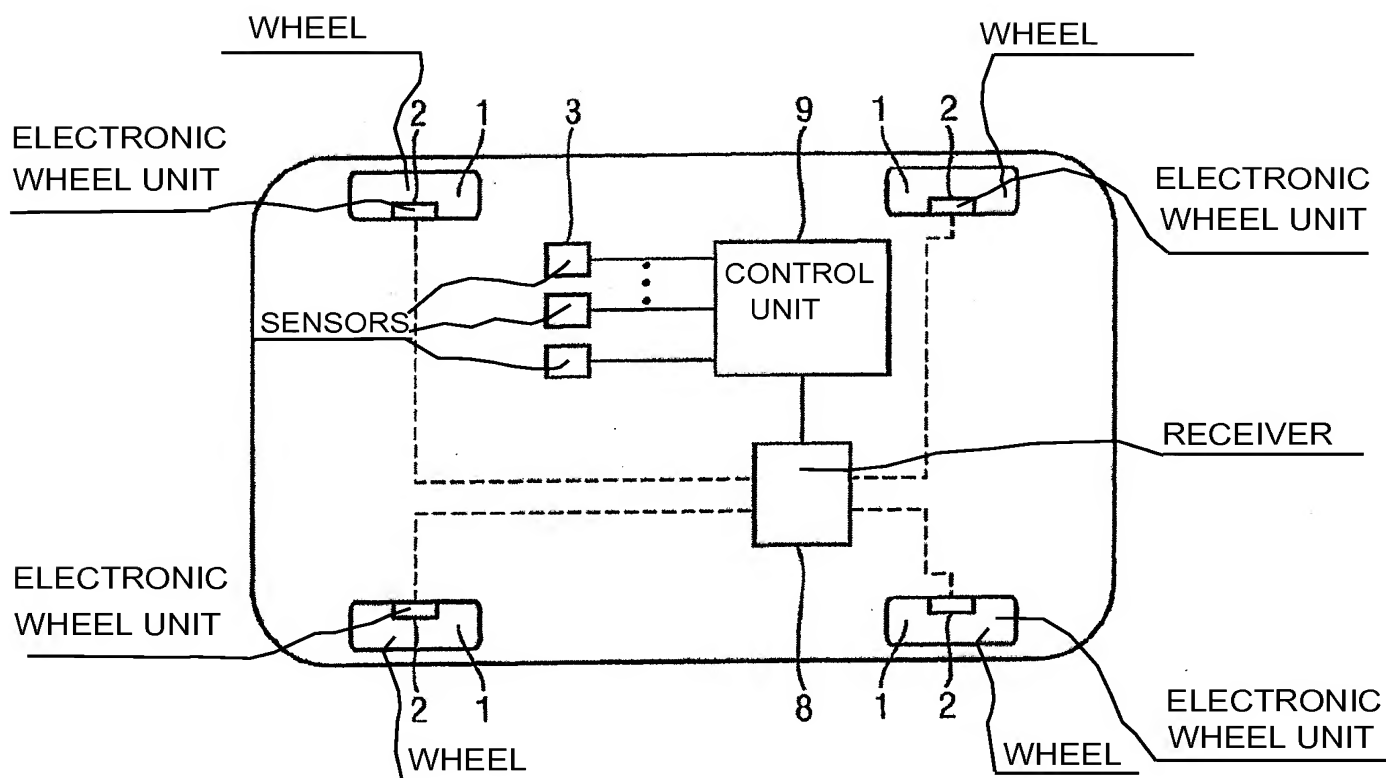 WHEEL
WHEEL
2 1 3 9 1 2
ELECTRONIC
WHEEL UNIT
ELECTRONIC
WHEEL UNIT
CONTROL
UNIT
SENSORS
RECEIVER
ELECTRONIC
WHEEL UNIT
2 1 8 1 2
ELECTRONIC
WHEEL UNIT
WHEEL
WHEEL